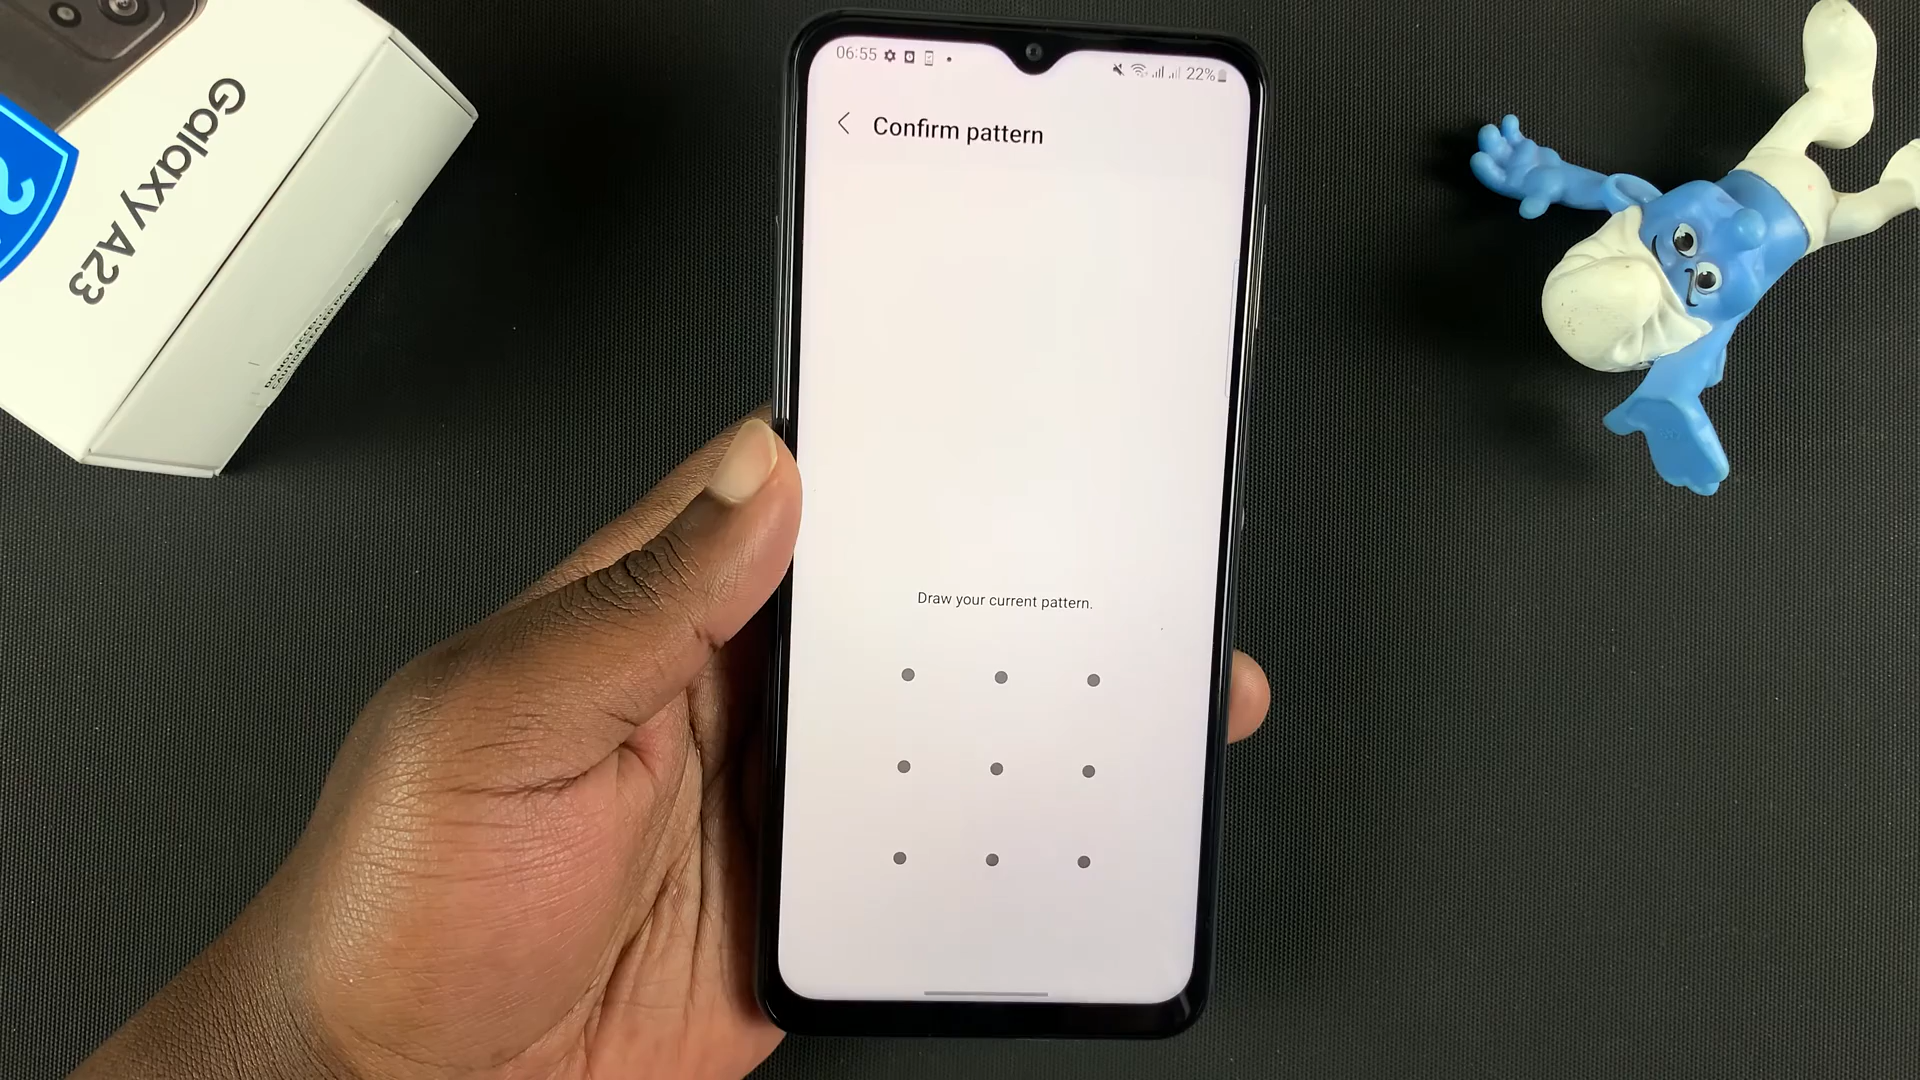 06:55
22%
Confirm pattern
Draw your current pattern.
Galaxy A23